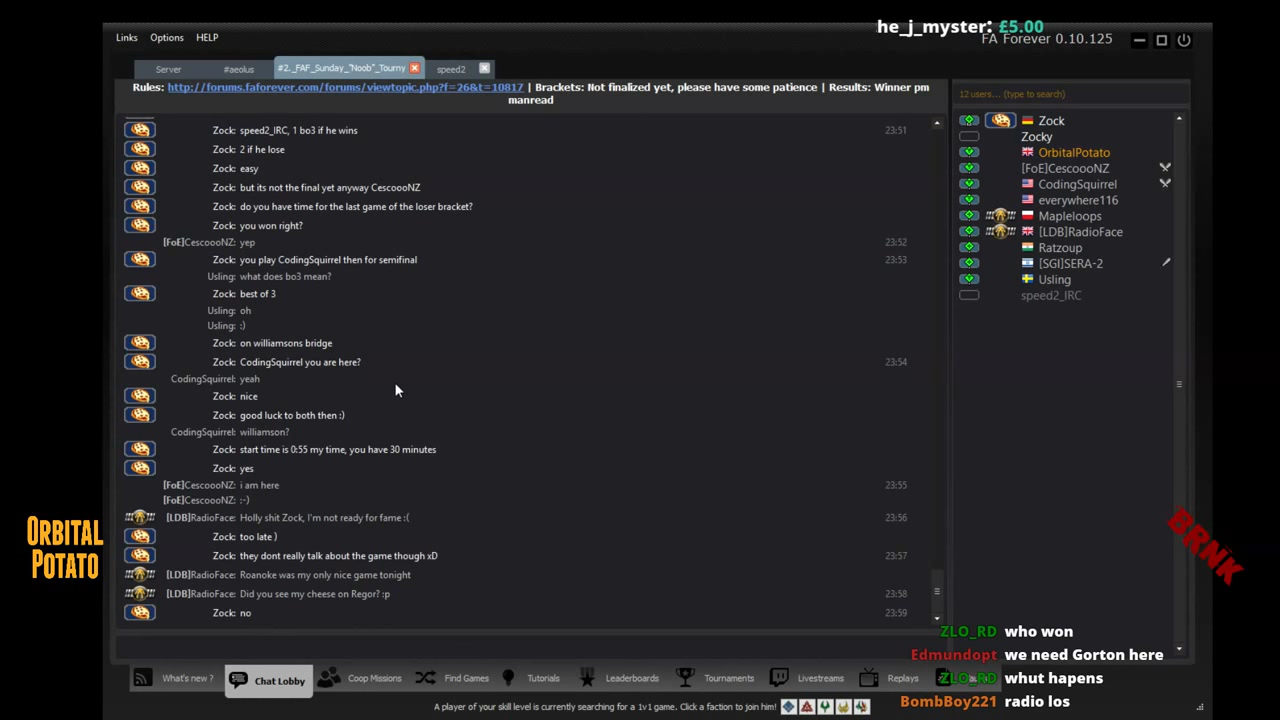 he_j_myster: £5.00
Links Options HELP
FA Forever 0.10.125
Server #aeolus #2._FAF_Sunday_"Noob"_Tourny speed2
Rules: http://forums.faforever.com/forums/viewtopic.php?f=26&t=10817 | Brackets: Not finalized yet, please have some patience | Results: Winner pm
manread
Zock: speed2_IRC, 1 bo3 if he wins 23:51
Zock: 2 if he lose
Zock: easy
Zock: but its not the final yet anyway CescoooNZ
Zock: do you have time for the last game of the loser bracket?
Zock: you won right?
[FoE]CescoooNZ: yep 23:52
Zock: you play CodingSquirrel then for semifinal 23:53
Usling: what does bo3 mean?
Zock: best of 3
Usling: oh
Usling: :)
Zock: on williamsons bridge
Zock: CodingSquirrel you are here? 23:54
CodingSquirrel: yeah
Zock: nice
Zock: good luck to both then :)
CodingSquirrel: williamson?
Zock: start time is 0:55 my time, you have 30 minutes
Zock: yes
[FoE]CescoooNZ: i am here 23:55
[FoE]CescoooNZ: :-)
[LDB]RadioFace: Holly shit Zock, I'm not ready for fame :( 23:56
Zock: too late )
Zock: they dont really talk about the game though xD 23:57
[LDB]RadioFace: Roanoke was my only nice game tonight
[LDB]RadioFace: Did you see my cheese on Regor? :p 23:58
Zock: no 23:59
12 users... (type to search)
Zock
Zocky
OrbitalPotato
[FoE]CescoooNZ
CodingSquirrel
everywhere116
Mapleloops
[LDB]RadioFace
Ratzoup
[SGI]SERA-2
Usling
speed2_IRC
ORBITAL
POTATO
BRNK
ZLO_RD who won
Edmundopt we need Gorton here
ZLO_RD whut hapens
BombBoy221 radio los
What's new ? Chat Lobby Coop Missions Find Games Tutorials Leaderboards Tournaments Livestreams Replays
A player of your skill level is currently searching for a 1v1 game. Click a faction to join him!